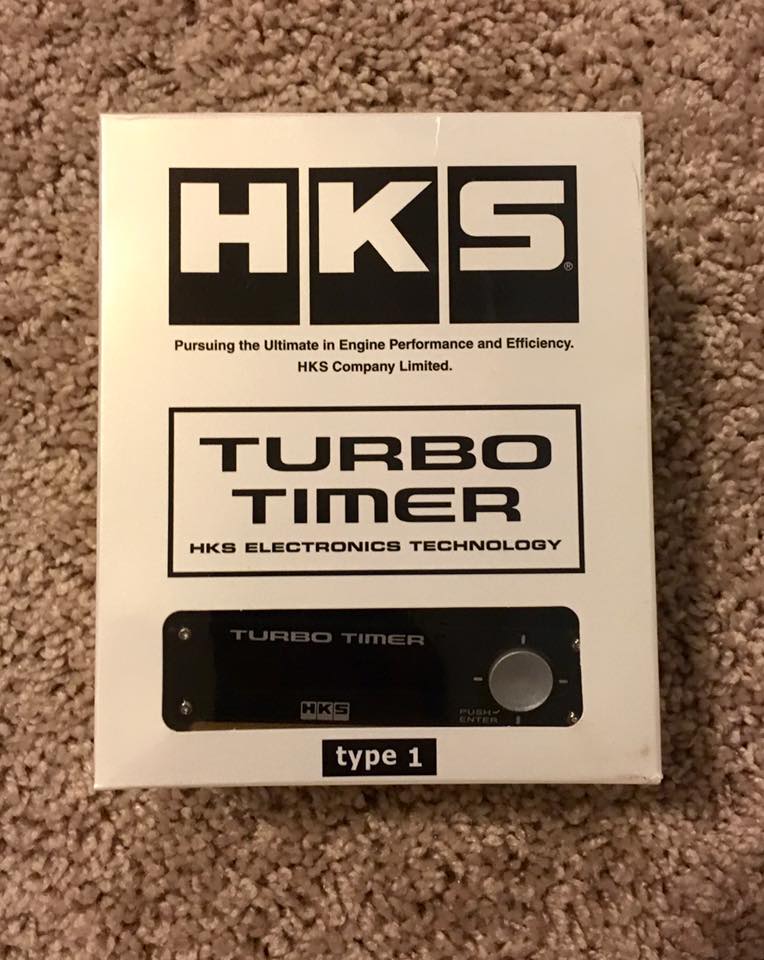 HKS®
Pursuing the Ultimate in Engine Performance and Efficiency.
HKS Company Limited.
TURBO
TIMER
HKS ELECTRONICS TECHNOLOGY
TURBO TIMER
HKS
PUSH
ENTER
type 1